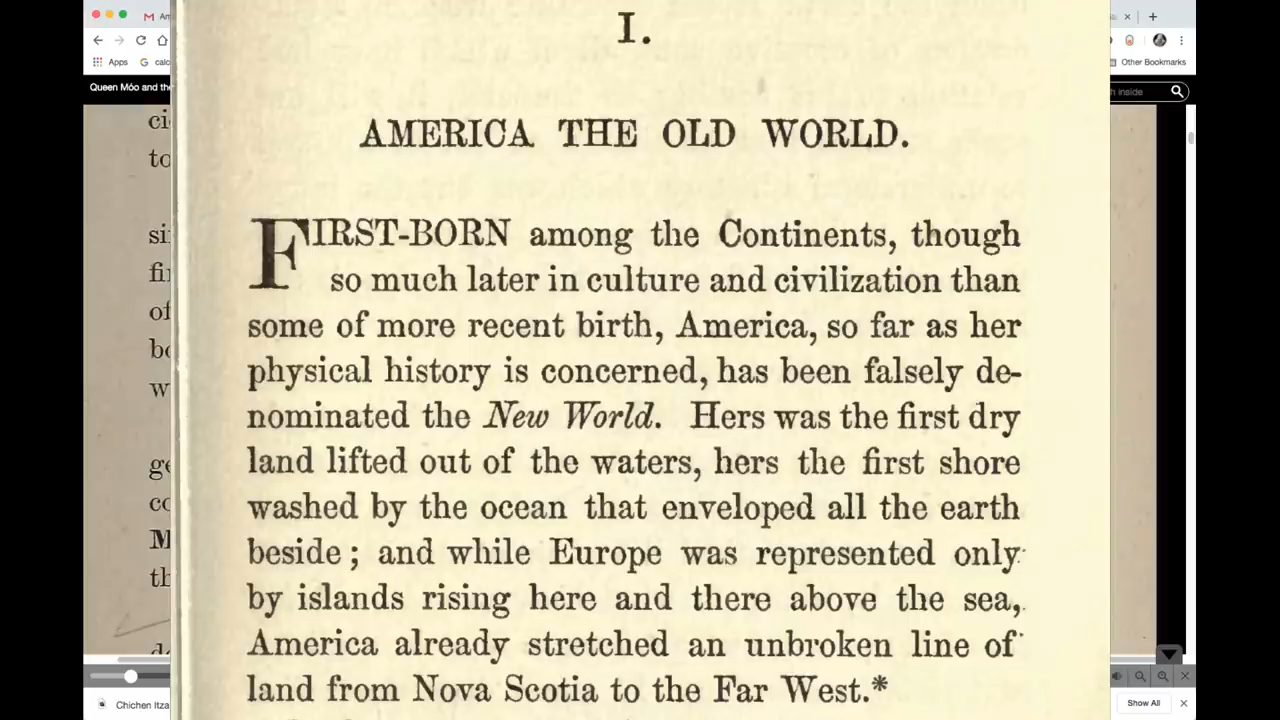 I.
AMERICA THE OLD WORLD.
FIRST-BORN among the Continents, though
so much later in culture and civilization than
some of more recent birth, America, so far as her
physical history is concerned, has been falsely de-
nominated the New World. Hers was the first dry
land lifted out of the waters, hers the first shore
washed by the ocean that enveloped all the earth
beside; and while Europe was represented only
by islands rising here and there above the sea,
America already stretched an unbroken line of
land from Nova Scotia to the Far West.*
Apps
Other Bookmarks
Queen Móo and the
h inside
ci
to
of
w
th
Chichen Itza
Show All